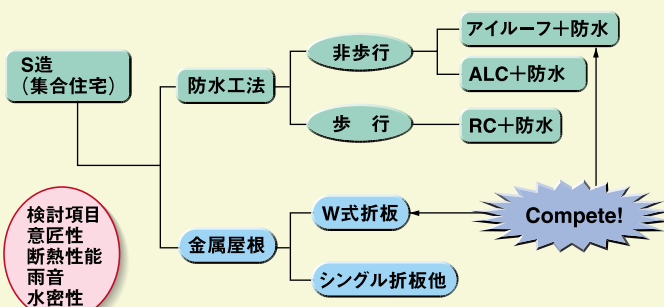 S造
（集合住宅）
防水工法
非歩行
アイルーフ＋防水
ALC＋防水
歩　行
RC＋防水
金属屋根
W式折板
シングル折板他
Compete!
検討項目
意匠性
断熱性能
雨音
水密性